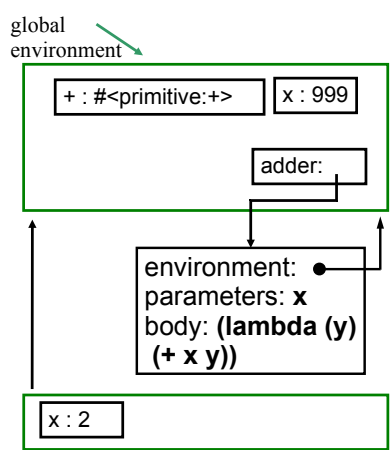 global
environment
+ : #<primitive:+>
x : 999
adder:
environment:
parameters: x
body: (lambda (y)
(+ x y))
x : 2